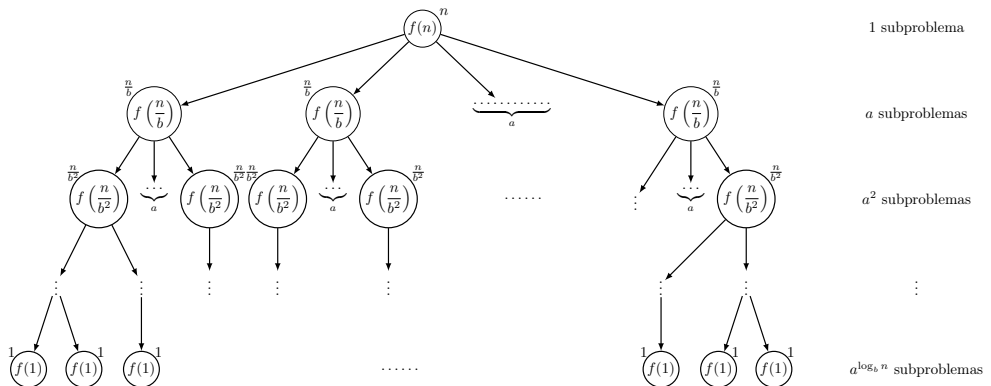 f(n) n 1 subproblema
n/b f(n/b) n/b f(n/b) ........... a f(n/b) n/b a subproblemas
n/b² f(n/b²) ... a f(n/b²) n/b² n/b² f(n/b²) ... a f(n/b²) n/b² ...... ⋮ ... a f(n/b²) n/b² a² subproblemas
⋮ ⋮ ⋮ ⋮ ⋮ ⋮ ⋮ ⋮
1 f(1) f(1) 1 f(1) 1 ...... f(1) 1 f(1) 1 f(1) 1 a^{log_b n} subproblemas